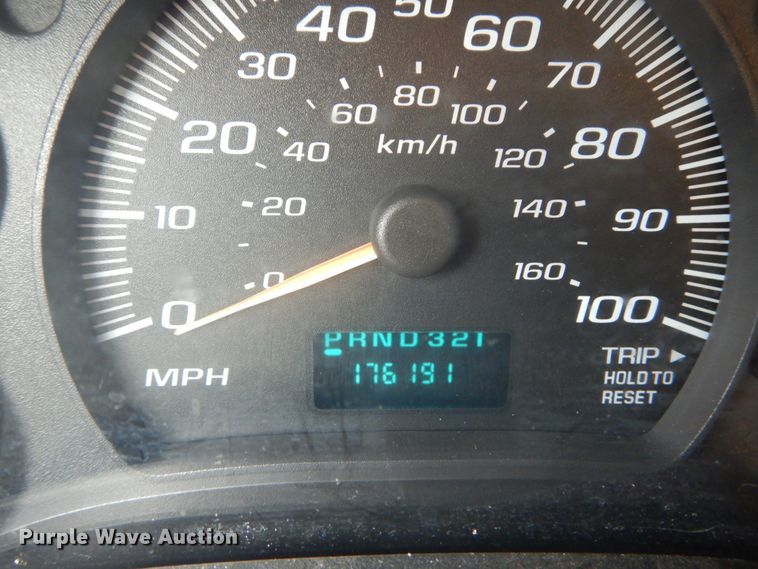 50
40 60
30 80 70
60 100
20 km/h 80
40 120
10 20 140 90
0 160
0 100
PRND321
TRIP
MPH 176191 HOLD TO
RESET
Purple Wave Auction